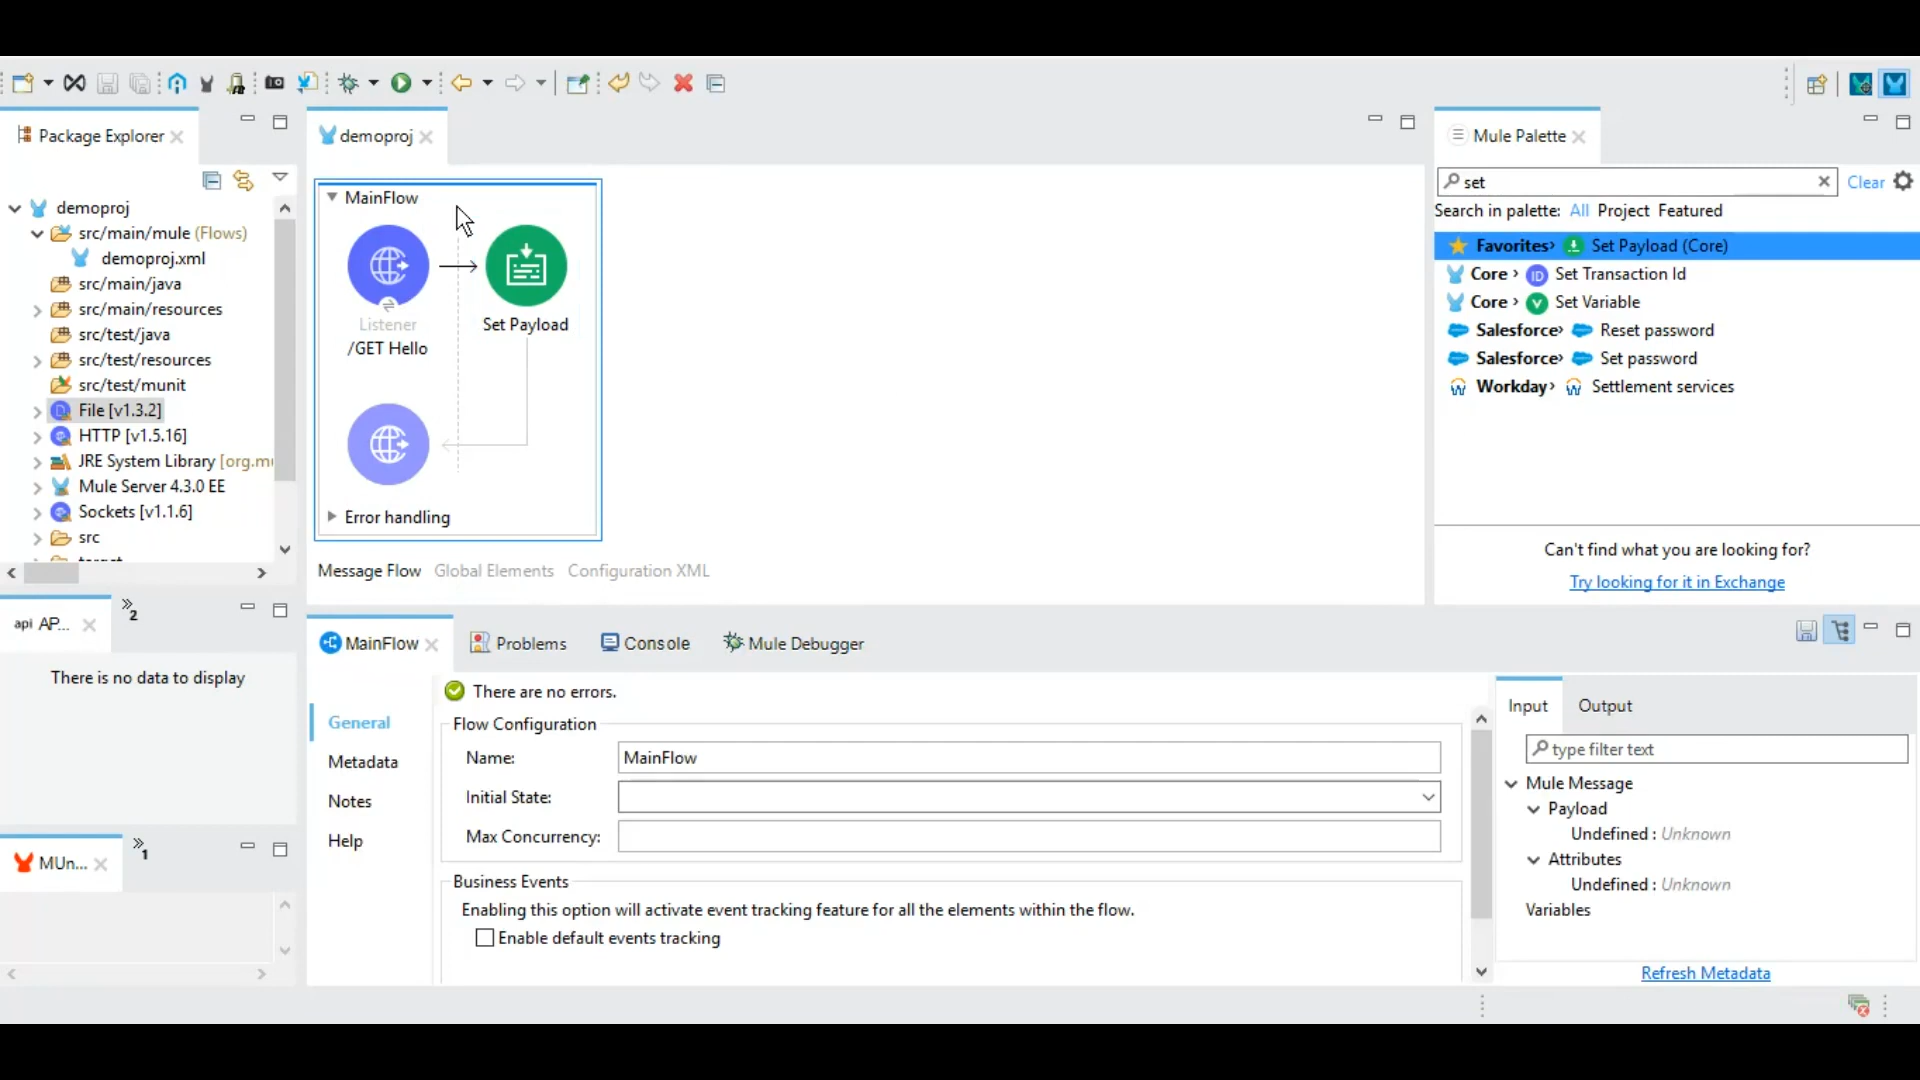 Package Explorer
demoproj
src/main/mule (Flows)
demoproj.xml
src/main/java
src/main/resources
src/test/java
src/test/resources
src/test/munit
File [v1.3.2]
HTTP [v1.5.16]
JRE System Library [org.mu
Mule Server 4.3.0 EE
Sockets [v1.1.6]
src
api AP...
2
There is no data to display
MUn...
1
demoproj
MainFlow
Listener
/GET Hello
Set Payload
Error handling
Message Flow Global Elements Configuration XML
Mule Palette
set
Clear
Search in palette: All Project Featured
Favorites> Set Payload (Core)
Core > ID Set Transaction Id
Core > V Set Variable
Salesforce> Reset password
Salesforce> Set password
Workday> Settlement services
Can't find what you are looking for?
Try looking for it in Exchange
MainFlow Problems Console Mule Debugger
General
Metadata
Notes
Help
There are no errors.
Flow Configuration
Name: MainFlow
Initial State:
Max Concurrency:
Business Events
Enabling this option will activate event tracking feature for all the elements within the flow.
Enable default events tracking
Input Output
type filter text
Mule Message
Payload
Undefined : Unknown
Attributes
Undefined : Unknown
Variables
Refresh Metadata